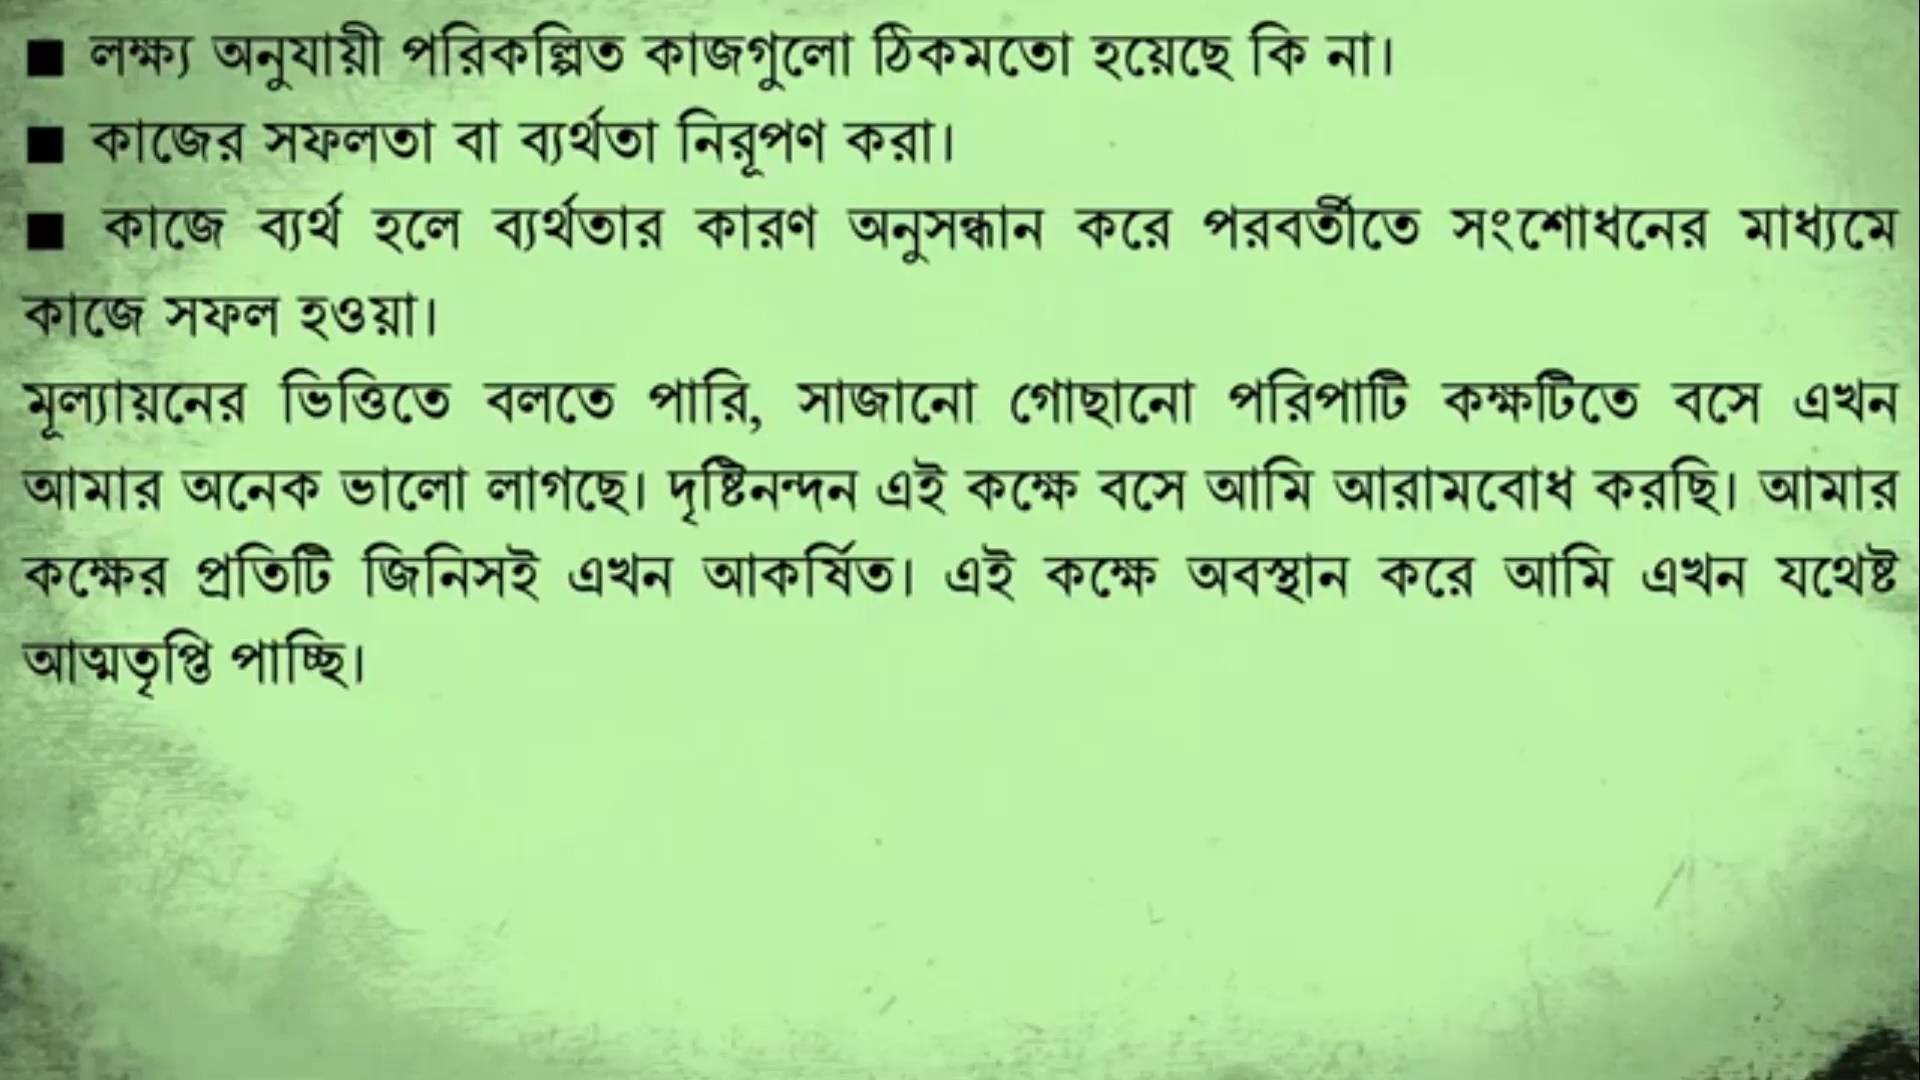 ■ লক্ষ্য অনুযায়ী পরিকল্পিত কাজগুলো ঠিকমতো হয়েছে কি না।
■ কাজের সফলতা বা ব্যর্থতা নিরূপণ করা।
■ কাজে ব্যর্থ হলে ব্যর্থতার কারণ অনুসন্ধান করে পরবর্তীতে সংশোধনের মাধ্যমে
কাজে সফল হওয়া।
মূল্যায়নের ভিত্তিতে বলতে পারি, সাজানো গোছানো পরিপাটি কক্ষটিতে বসে এখন
আমার অনেক ভালো লাগছে। দৃষ্টিনন্দন এই কক্ষে বসে আমি আরামবোধ করছি। আমার
কক্ষের প্রতিটি জিনিসই এখন আকর্ষিত। এই কক্ষে অবস্থান করে আমি এখন যথেষ্ট
আত্মতৃপ্তি পাচ্ছি।